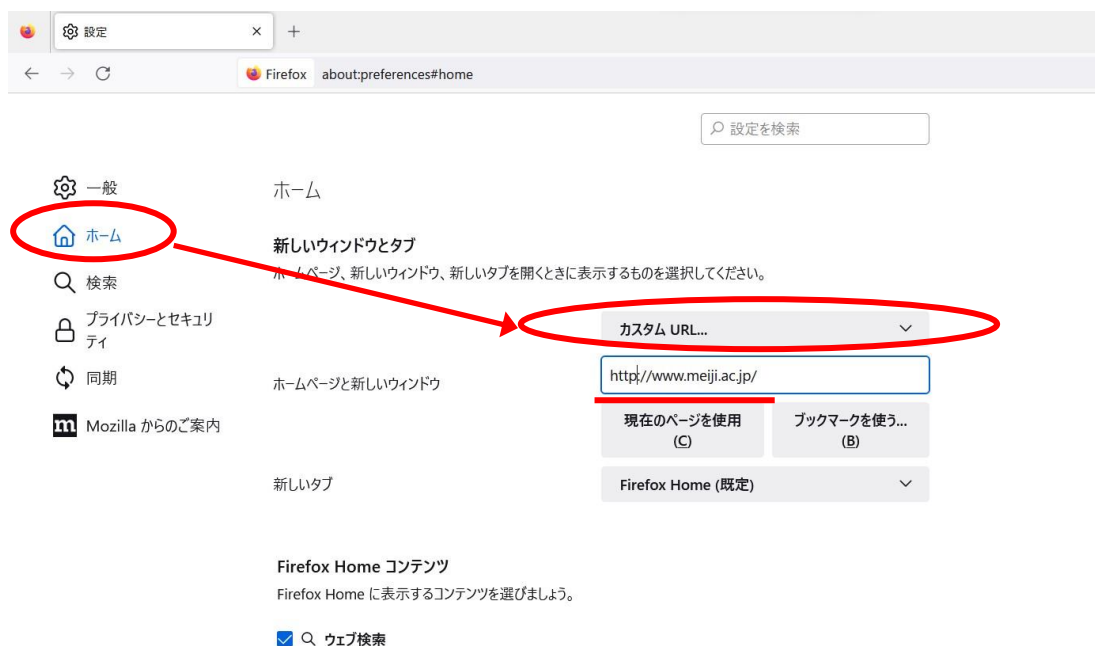 設定
Firefox about:preferences#home
設定を検索
一般
ホーム
検索
プライバシーとセキュリ
ティ
同期
Mozilla からのご案内
ホーム
新しいウィンドウとタブ
ホームページ、新しいウィンドウ、新しいタブを開くときに表示するものを選択してください。
カスタム URL...
ホームページと新しいウィンドウ
http://www.meiji.ac.jp/
現在のページを使用
(C)
ブックマークを使う...
(B)
新しいタブ
Firefox Home (既定)
Firefox Home コンテンツ
Firefox Home に表示するコンテンツを選びましょう。
ウェブ検索